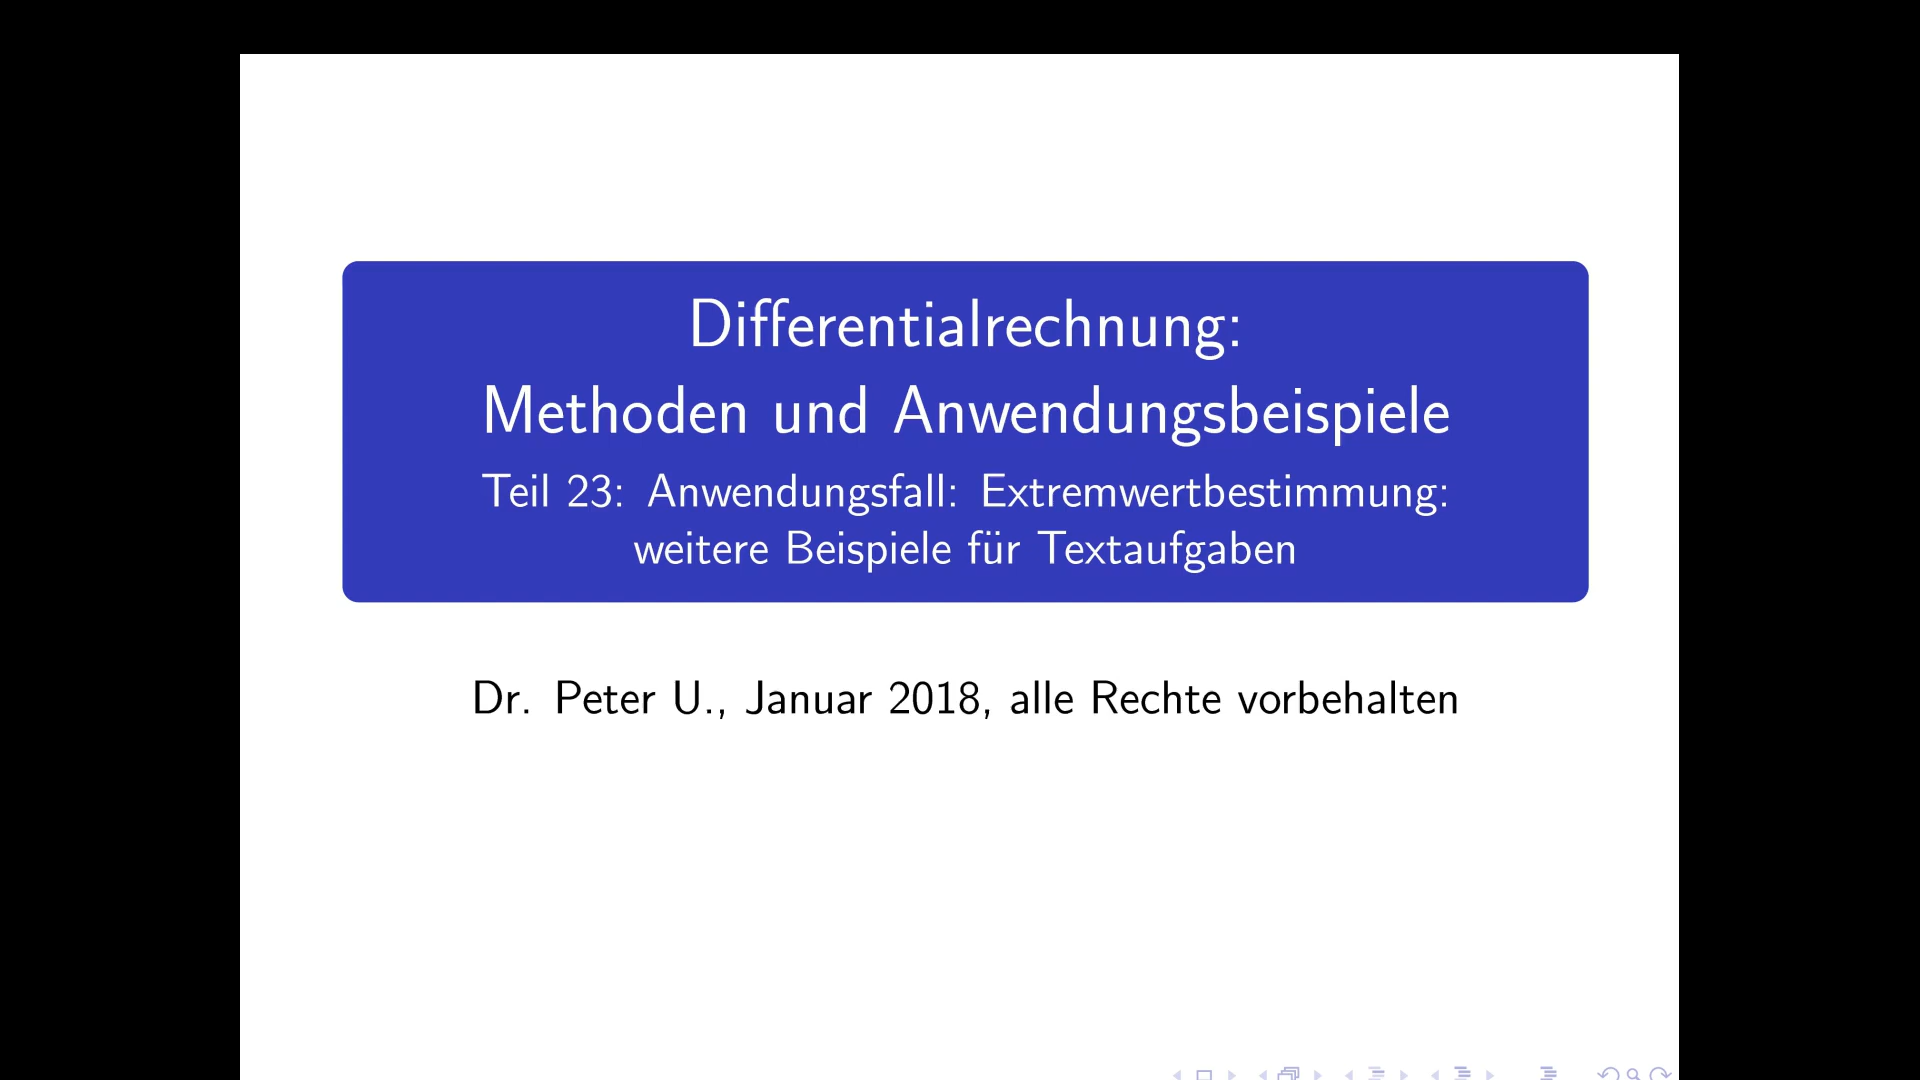 Differentialrechnung:
Methoden und Anwendungsbeispiele
Teil 23: Anwendungsfall: Extremwertbestimmung:
weitere Beispiele für Textaufgaben
Dr. Peter U., Januar 2018, alle Rechte vorbehalten